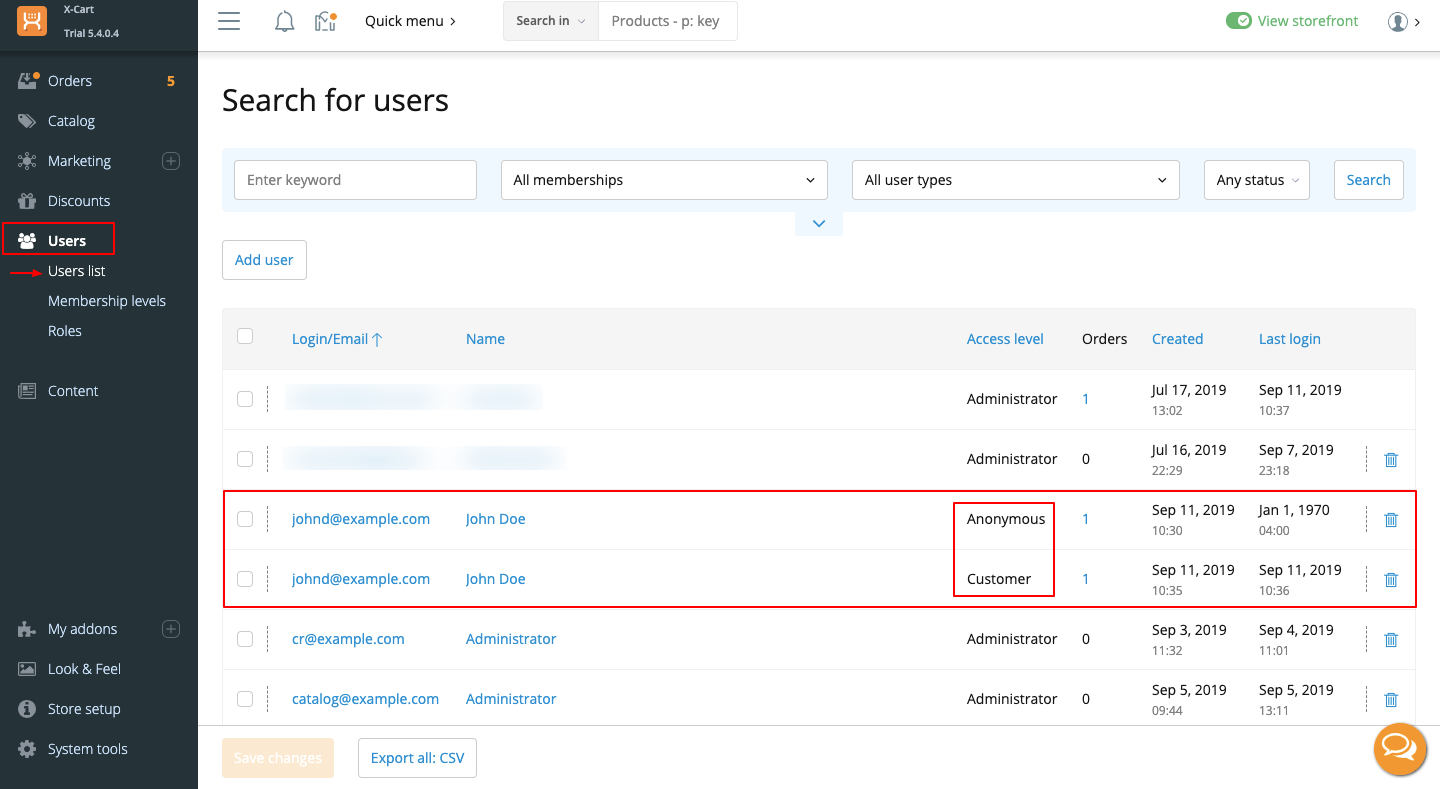 X-Cart
Trial 5.4.0.4
Quick menu
Search in
Products - p: key
View storefront
Orders 5
Catalog
Marketing
Discounts
Users
Users list
Membership levels
Roles
Content
My addons
Look & Feel
Store setup
System tools
Search for users
Enter keyword
All memberships
All user types
Any status
Search
Add user
Login/Email Name Access level Orders Created Last login
Administrator 1 Jul 17, 2019 Sep 11, 2019
13:02 10:37
Administrator 0 Jul 16, 2019 Sep 7, 2019
22:29 23:18
johnd@example.com John Doe Anonymous 1 Sep 11, 2019 Jan 1, 1970
10:30 04:00
johnd@example.com John Doe Customer 1 Sep 11, 2019 Sep 11, 2019
10:35 10:36
cr@example.com Administrator Administrator 0 Sep 3, 2019 Sep 4, 2019
11:32 11:01
catalog@example.com Administrator Administrator 0 Sep 5, 2019 Sep 5, 2019
09:44 13:11
Save changes
Export all: CSV